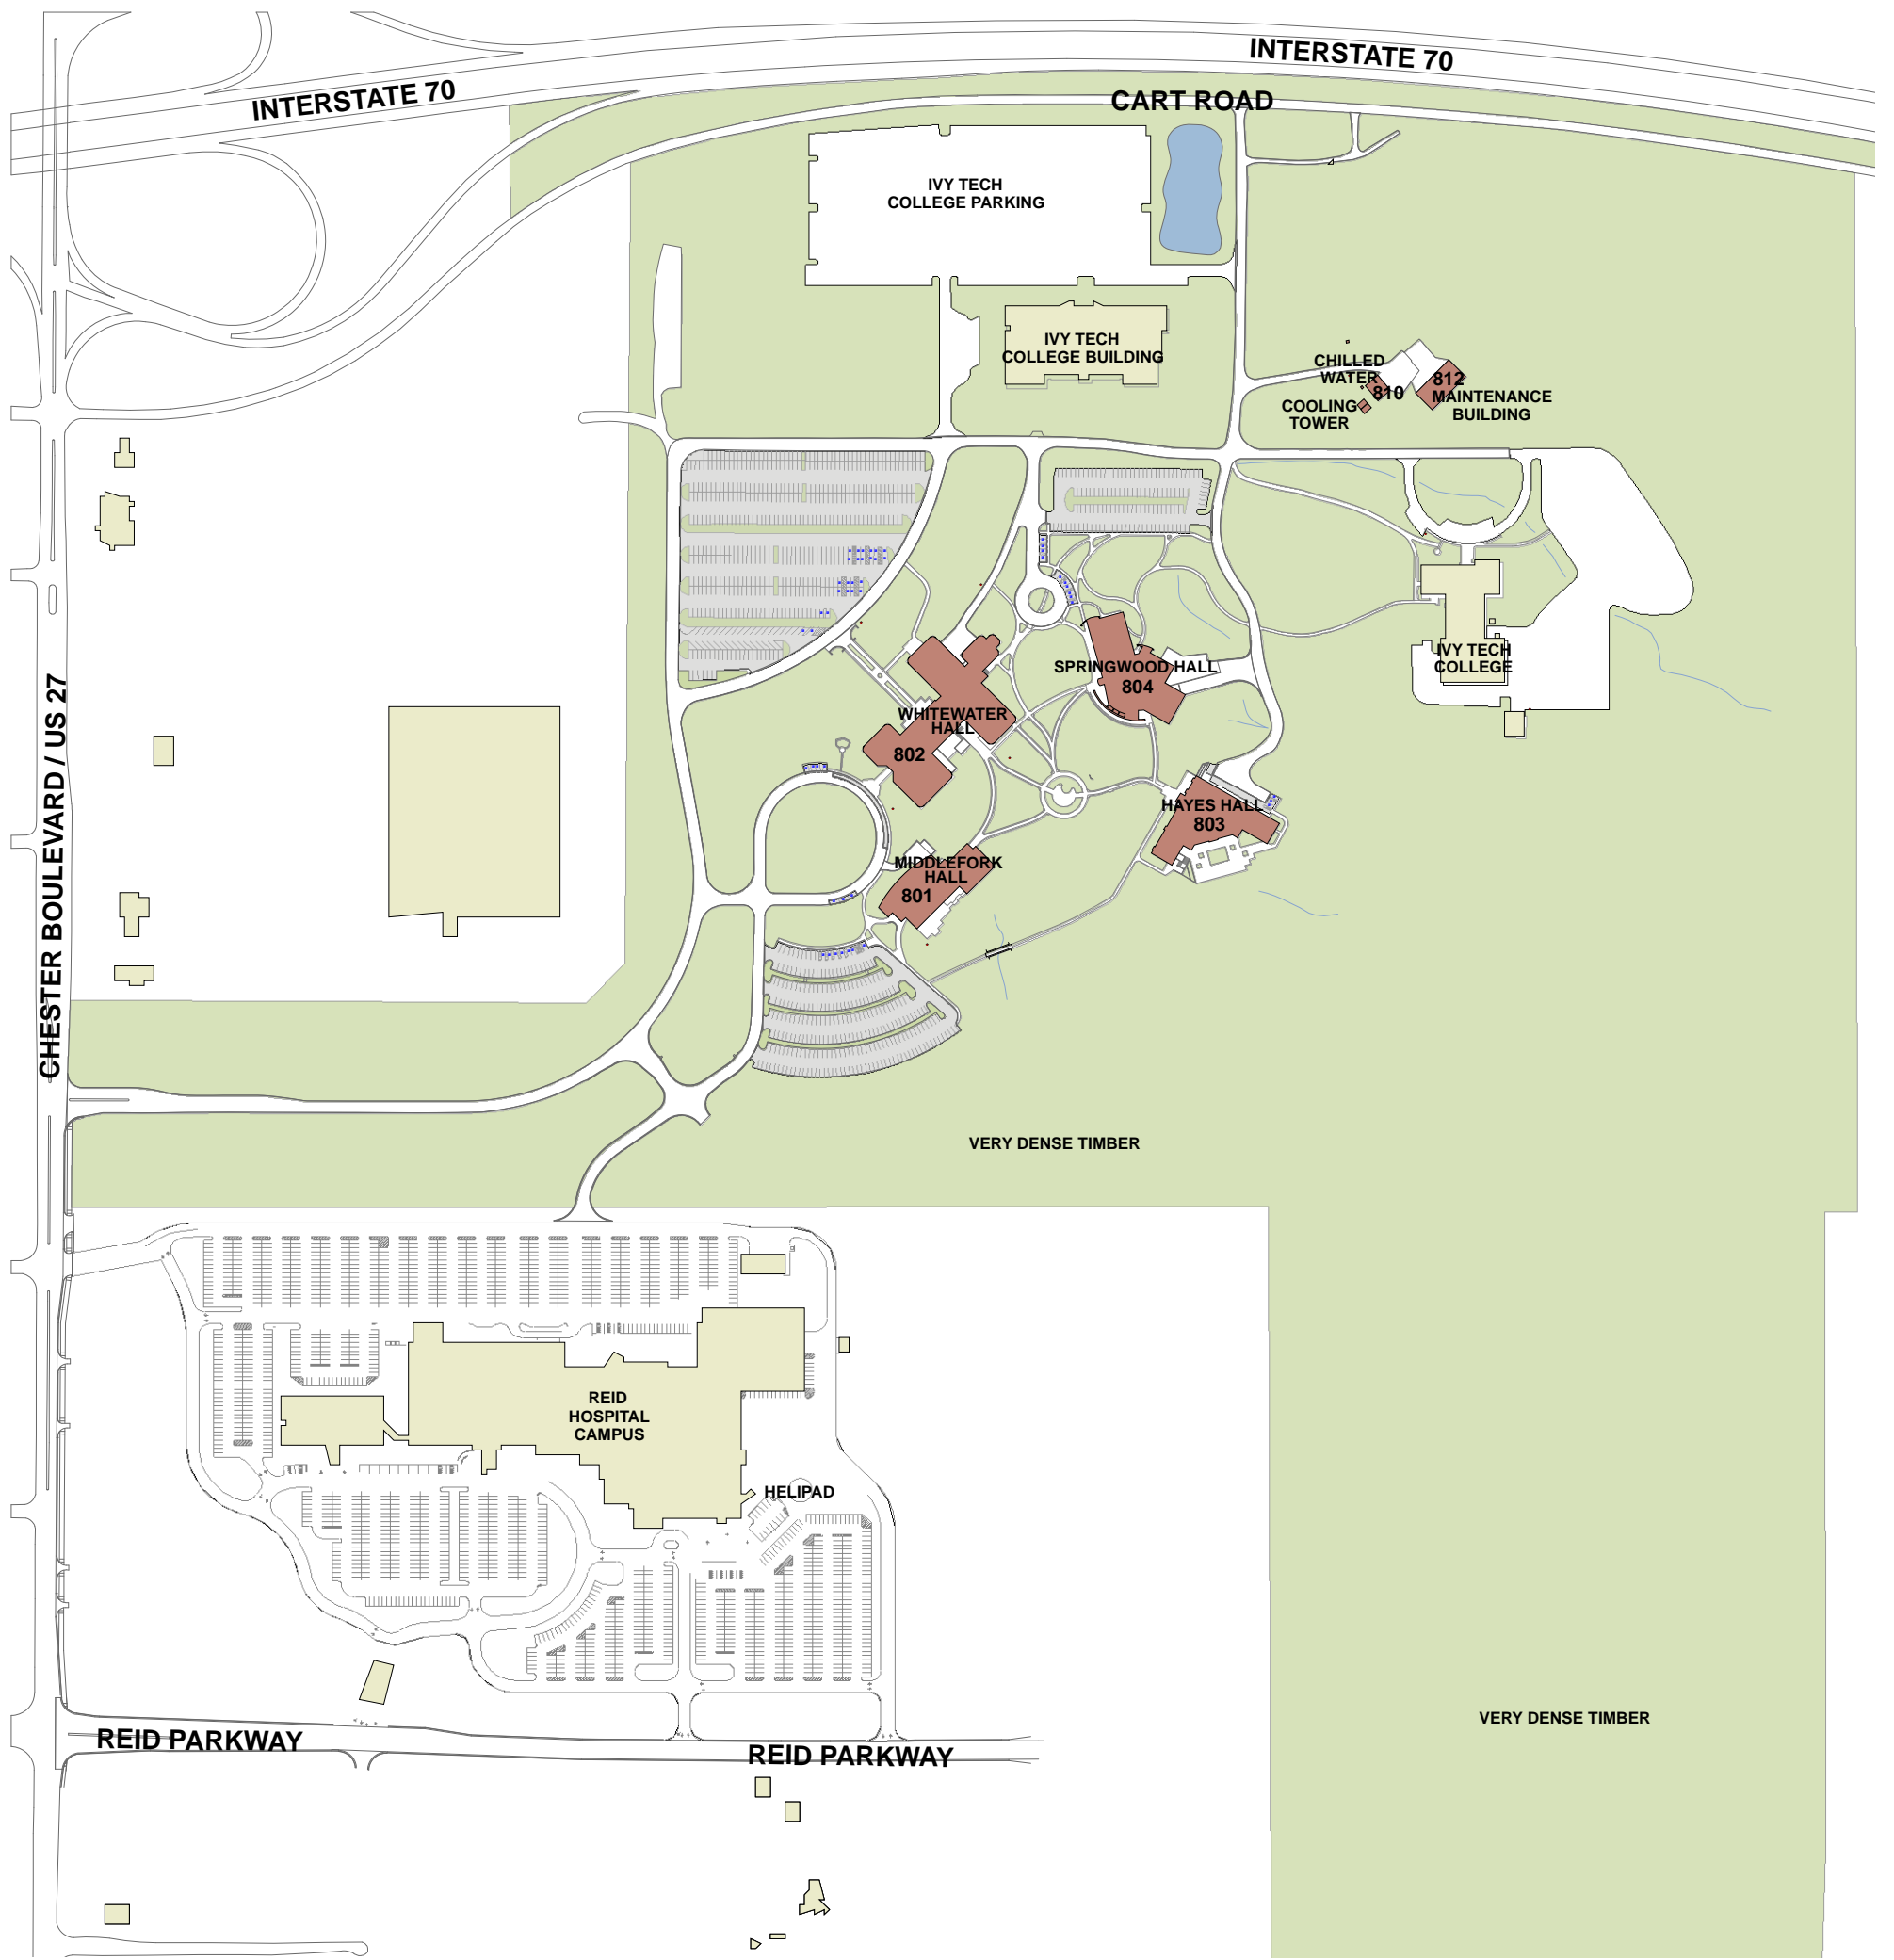 INTERSTATE 70
INTERSTATE 70
CART ROAD
IVY TECH
COLLEGE PARKING
IVY TECH
COLLEGE BUILDING
CHILLED
WATER
810
812
MAINTENANCE
BUILDING
COOLING
TOWER
IVY TECH
COLLEGE
SPRINGWOOD HALL
804
WHITEWATER
HALL
802
HAYES HALL
803
MIDDLEFORK
HALL
801
CHESTER BOULEVARD / US 27
VERY DENSE TIMBER
REID
HOSPITAL
CAMPUS
HELIPAD
VERY DENSE TIMBER
REID PARKWAY
REID PARKWAY